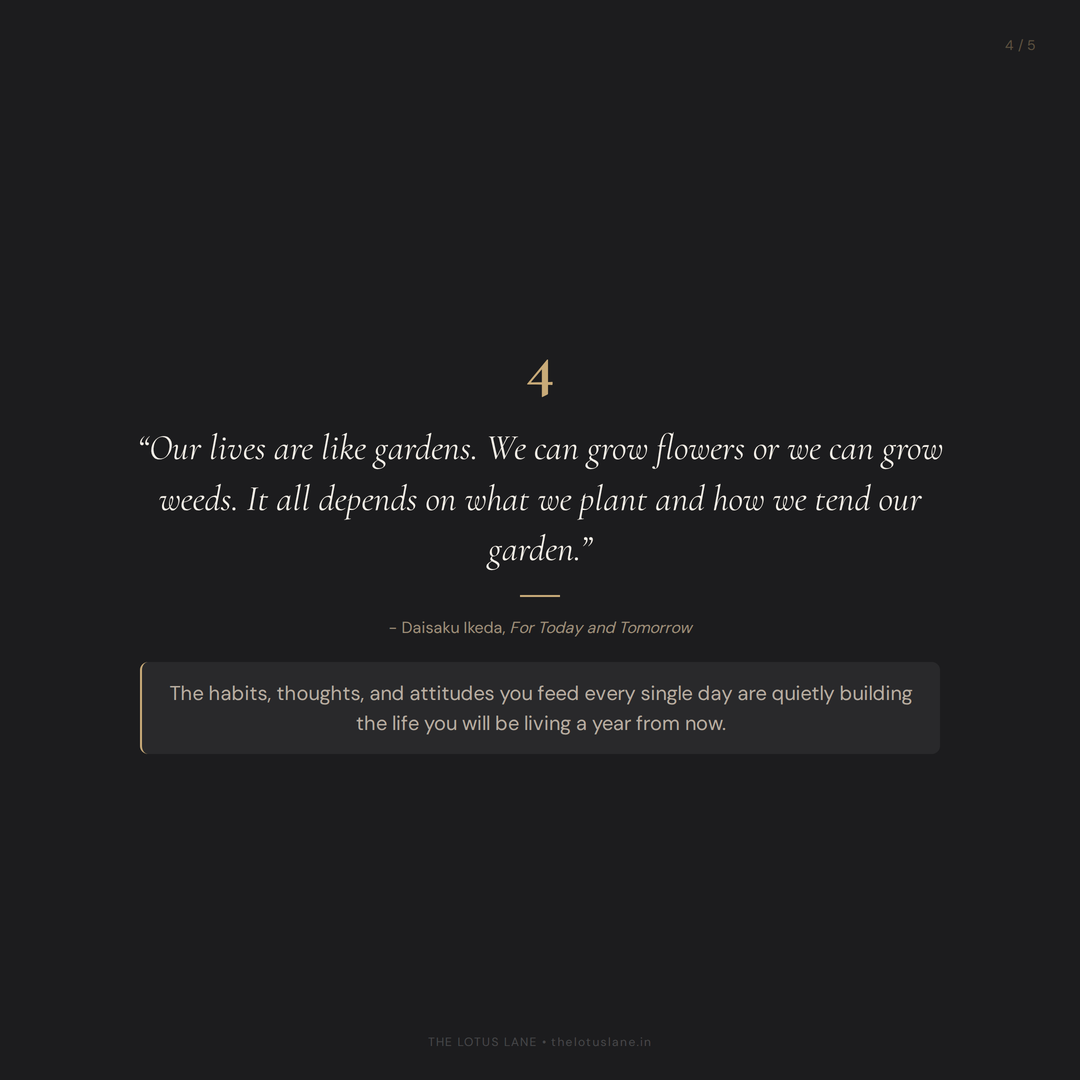 4 / 5
4
“Our lives are like gardens. We can grow flowers or we can grow
weeds. It all depends on what we plant and how we tend our
garden.”
– Daisaku Ikeda, For Today and Tomorrow
The habits, thoughts, and attitudes you feed every single day are quietly building
the life you will be living a year from now.
THE LOTUS LANE • thelotuslane.in